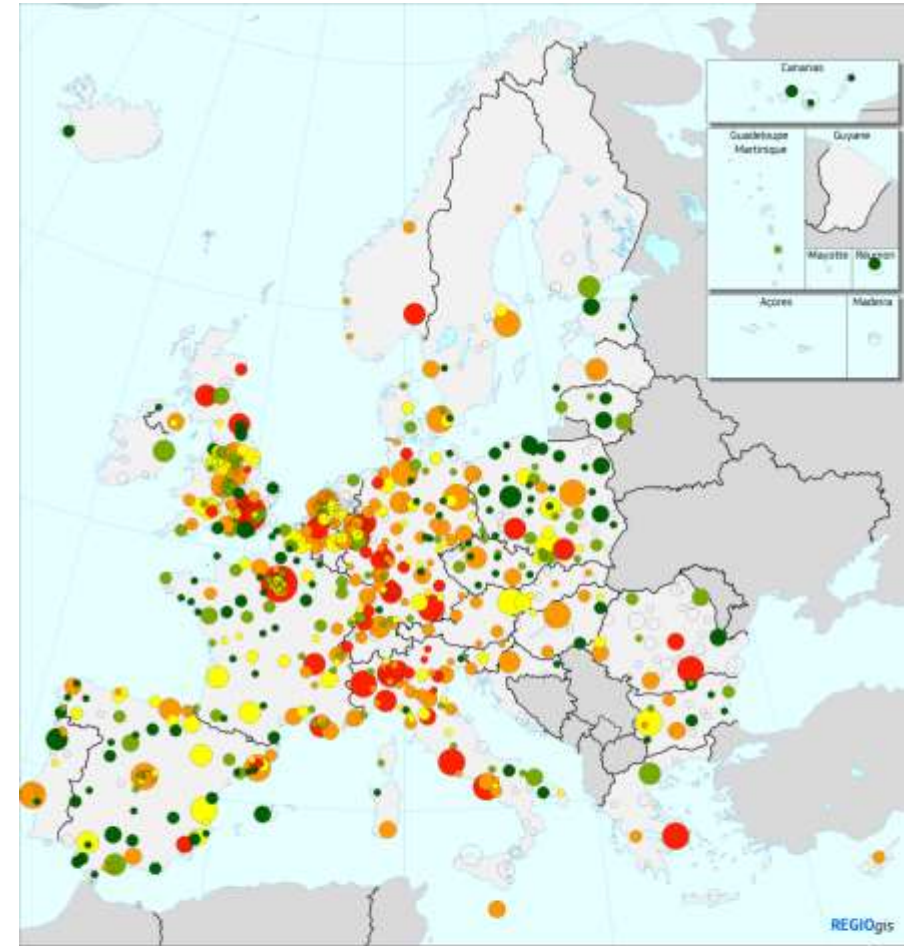 Canarias
Guadeloupe
Martinique
Guyane
Mayotte
Réunion
Açores
Madeira
REGIOgis